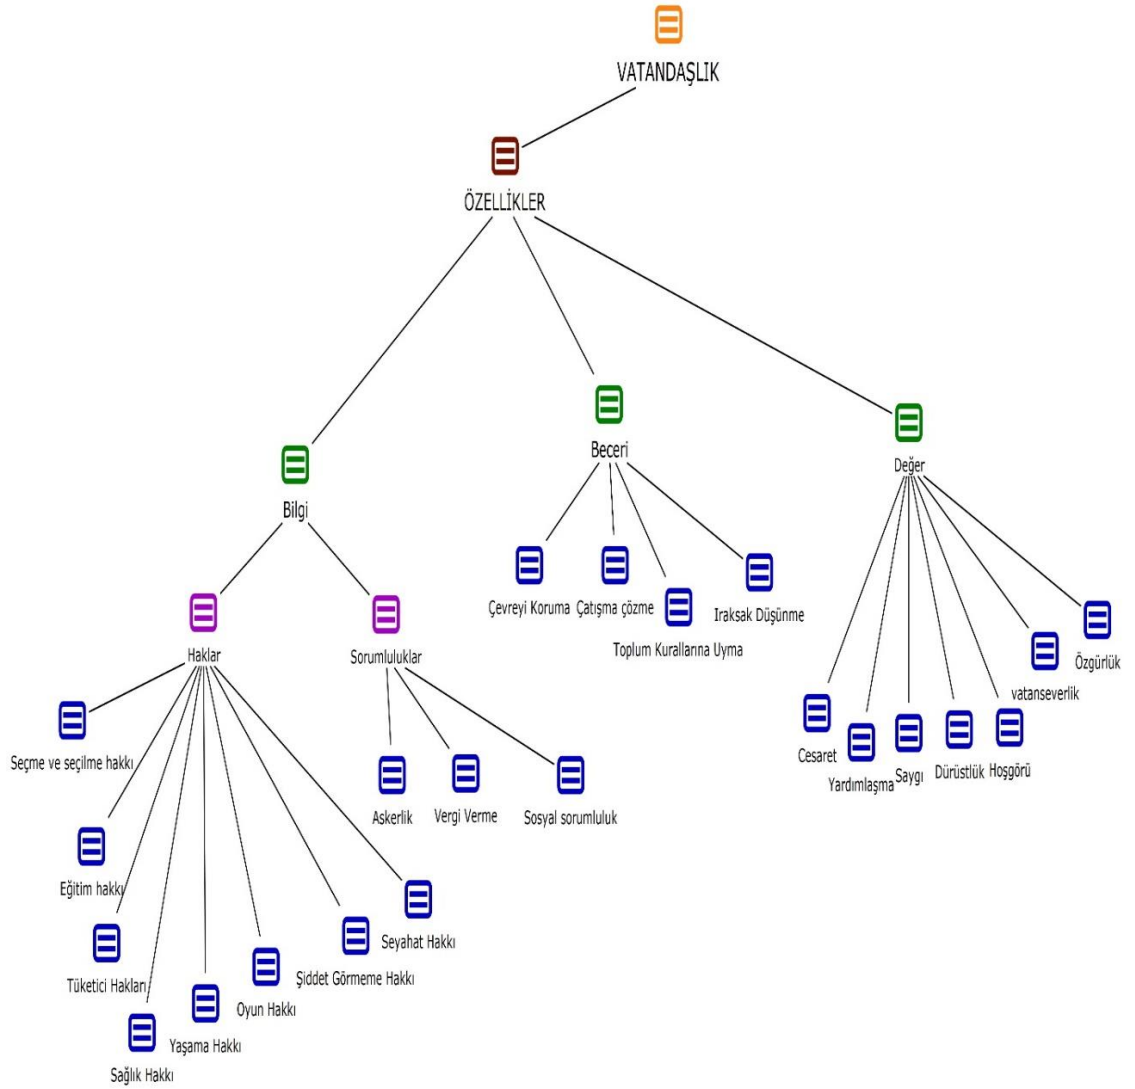 VATANDAŞLIK
ÖZELLİKLER
Bilgi
Beceri
Değer
Haklar
Sorumluluklar
Çevreyi Koruma
Çatışma çözme
Toplum Kurallarına Uyma
Iraksak Düşünme
Cesaret
Yardımlaşma
Saygı
Dürüstlük
Hoşgörü
vatanseverlik
Özgürlük
Seçme ve seçilme hakkı
Eğitim hakkı
Tüketici Hakları
Sağlık Hakkı
Yaşama Hakkı
Oyun Hakkı
Şiddet Görmeme Hakkı
Seyahat Hakkı
Askerlik
Vergi Verme
Sosyal sorumluluk